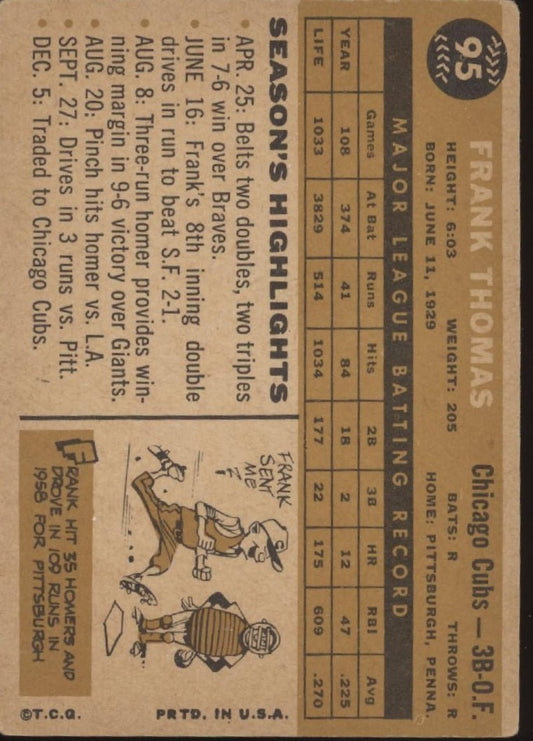 95
FRANK THOMAS
Chicago Cubs — 3B-O.F.
HEIGHT: 6:03 WEIGHT: 205 BATS: R THROWS: R
BORN: JUNE 11, 1929 HOME: PITTSBURGH, PENNA
MAJOR LEAGUE BATTING RECORD
Games At Bat Runs Hits 2B 3B HR RBI Avg
YEAR 108 374 41 84 18 2 12 47 .225
LIFE 1033 3829 514 1034 177 22 175 609 .270
SEASON'S HIGHLIGHTS
• APR. 25: Belts two doubles, two triples
in 7-6 win over Braves.
• JUNE 16: Frank's 8th inning double
drives in run to beat S.F. 2-1.
• AUG. 8: Three-run homer provides win-
ning margin in 9-6 victory over Giants.
• AUG. 20: Pinch hits homer vs. L.A.
• SEPT. 27: Drives in 3 runs vs. Pitt.
• DEC. 5: Traded to Chicago Cubs.
FRANK
SENT
ME?
FRANK HIT 35 HOMERS AND
DROVE IN 109 RUNS IN
1958 FOR PITTSBURGH
©T.C.G. PRTD. IN U.S.A.